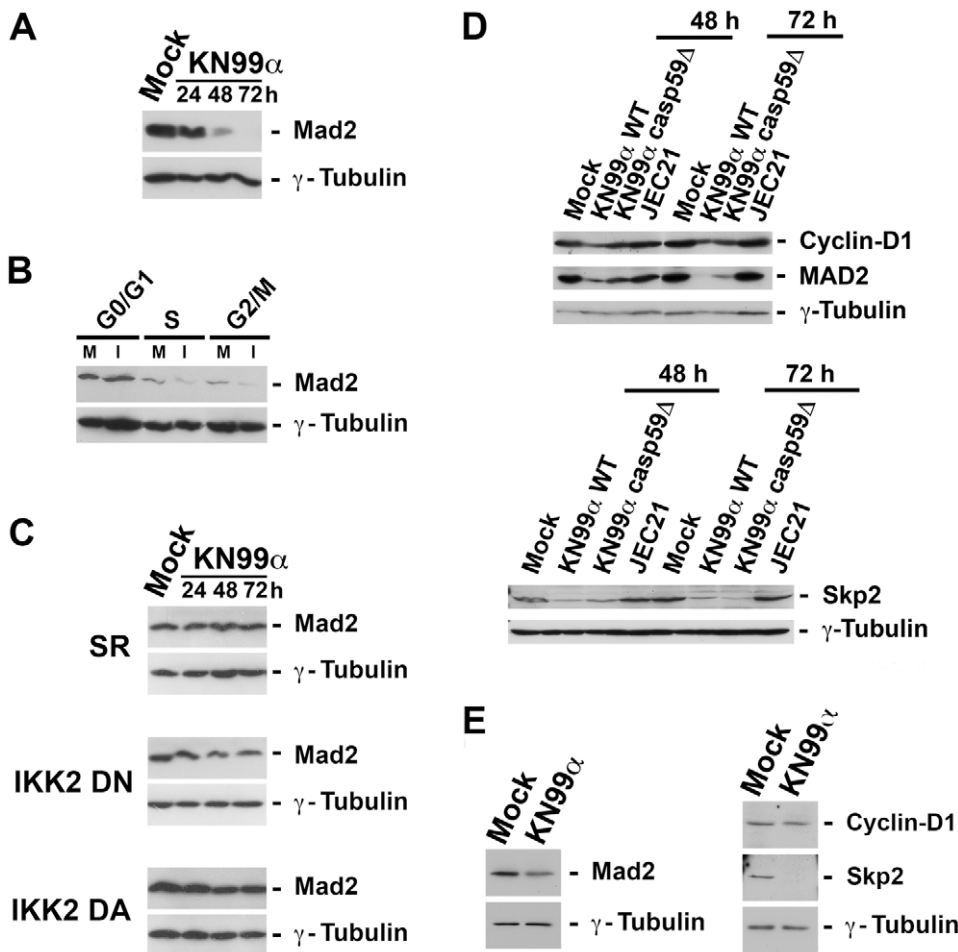 A
Mock
KN99α
24 48 72 h
- Mad2
- γ-Tubulin
B
G0/G1 S G2/M
M I M I M I
- Mad2
- γ-Tubulin
C
Mock
KN99α
24 48 72 h
SR
- Mad2
- γ-Tubulin
IKK2 DN
- Mad2
- γ-Tubulin
IKK2 DA
- Mad2
- γ-Tubulin
D
48 h 72 h
Mock KN99α WT KN99α casp59Δ JEC21 Mock KN99α WT KN99α casp59Δ JEC21
- Cyclin-D1
- MAD2
- γ-Tubulin
48 h 72 h
Mock KN99α WT KN99α casp59Δ JEC21 Mock KN99α WT KN99α casp59Δ JEC21
- Skp2
- γ-Tubulin
E
Mock KN99α
- Mad2
- γ-Tubulin
Mock KN99α
- Cyclin-D1
- Skp2
- γ-Tubulin